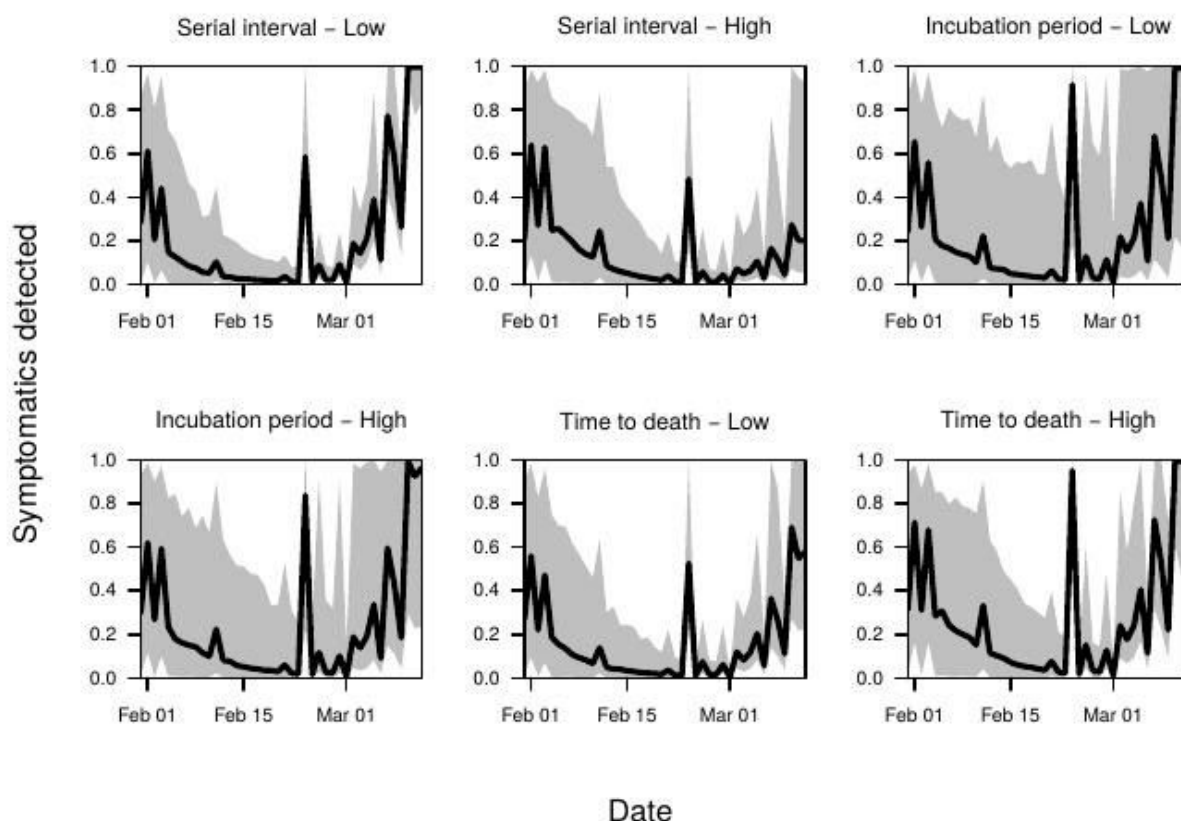 Serial interval – Low
Serial interval – High
Incubation period – Low
1.0
0.8
0.6
0.4
0.2
0.0
Feb 01 Feb 15 Mar 01
1.0
0.8
0.6
0.4
0.2
0.0
Feb 01 Feb 15 Mar 01
1.0
0.8
0.6
0.4
0.2
0.0
Feb 01 Feb 15 Mar 01
Symptomatics detected
Incubation period – High
Time to death – Low
Time to death – High
1.0
0.8
0.6
0.4
0.2
0.0
Feb 01 Feb 15 Mar 01
1.0
0.8
0.6
0.4
0.2
0.0
Feb 01 Feb 15 Mar 01
1.0
0.8
0.6
0.4
0.2
0.0
Feb 01 Feb 15 Mar 01
Date